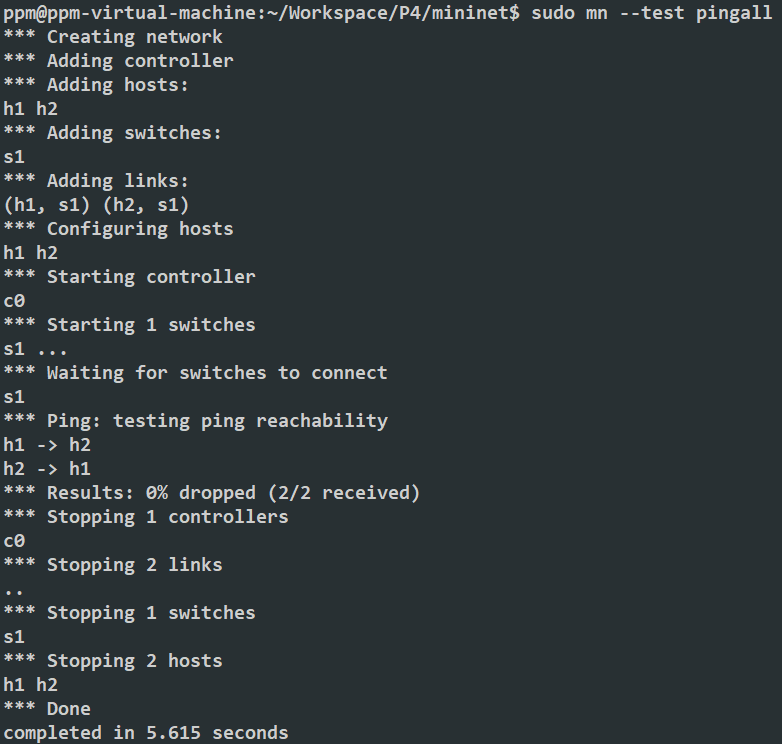 ppm@ppm-virtual-machine:~/Workspace/P4/mininet$ sudo mn --test pingall
*** Creating network
*** Adding controller
*** Adding hosts:
h1 h2
*** Adding switches:
s1
*** Adding links:
(h1, s1) (h2, s1)
*** Configuring hosts
h1 h2
*** Starting controller
c0
*** Starting 1 switches
s1 ...
*** Waiting for switches to connect
s1
*** Ping: testing ping reachability
h1 -> h2
h2 -> h1
*** Results: 0% dropped (2/2 received)
*** Stopping 1 controllers
c0
*** Stopping 2 links
..
*** Stopping 1 switches
s1
*** Stopping 2 hosts
h1 h2
*** Done
completed in 5.615 seconds